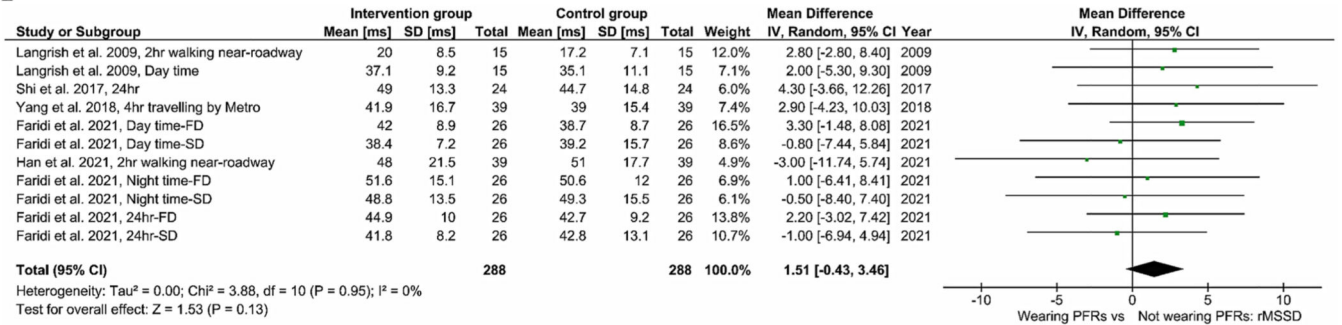 Intervention group Control group Mean Difference Mean Difference
Study or Subgroup Mean [ms] SD [ms] Total Mean [ms] SD [ms] Total Weight IV, Random, 95% CI Year IV, Random, 95% CI
Langrish et al. 2009, 2hr walking near-roadway 20 8.5 15 17.2 7.1 15 12.0% 2.80 [-2.80, 8.40] 2009
Langrish et al. 2009, Day time 37.1 9.2 15 35.1 11.1 15 7.1% 2.00 [-5.30, 9.30] 2009
Shi et al. 2017, 24hr 49 13.3 24 44.7 14.8 24 6.0% 4.30 [-3.66, 12.26] 2017
Yang et al. 2018, 4hr travelling by Metro 41.9 16.7 39 39 15.4 39 7.4% 2.90 [-4.23, 10.03] 2018
Faridi et al. 2021, Day time-FD 42 8.9 26 38.7 8.7 26 16.5% 3.30 [-1.48, 8.08] 2021
Faridi et al. 2021, Day time-SD 38.4 7.2 26 39.2 15.7 26 8.6% -0.80 [-7.44, 5.84] 2021
Han et al. 2021, 2hr walking near-roadway 48 21.5 39 51 17.7 39 4.9% -3.00 [-11.74, 5.74] 2021
Faridi et al. 2021, Night time-FD 51.6 15.1 26 50.6 12 26 6.9% 1.00 [-6.41, 8.41] 2021
Faridi et al. 2021, Night time-SD 48.8 13.5 26 49.3 15.5 26 6.1% -0.50 [-8.40, 7.40] 2021
Faridi et al. 2021, 24hr-FD 44.9 10 26 42.7 9.2 26 13.8% 2.20 [-3.02, 7.42] 2021
Faridi et al. 2021, 24hr-SD 41.8 8.2 26 42.8 13.1 26 10.7% -1.00 [-6.94, 4.94] 2021
Total (95% CI) 288 288 100.0% 1.51 [-0.43, 3.46]
Heterogeneity: Tau² = 0.00; Chi² = 3.88, df = 10 (P = 0.95); I² = 0%
Test for overall effect: Z = 1.53 (P = 0.13)
-10 -5 0 5 10
Wearing PFRs vs Not wearing PFRs: rMSSD